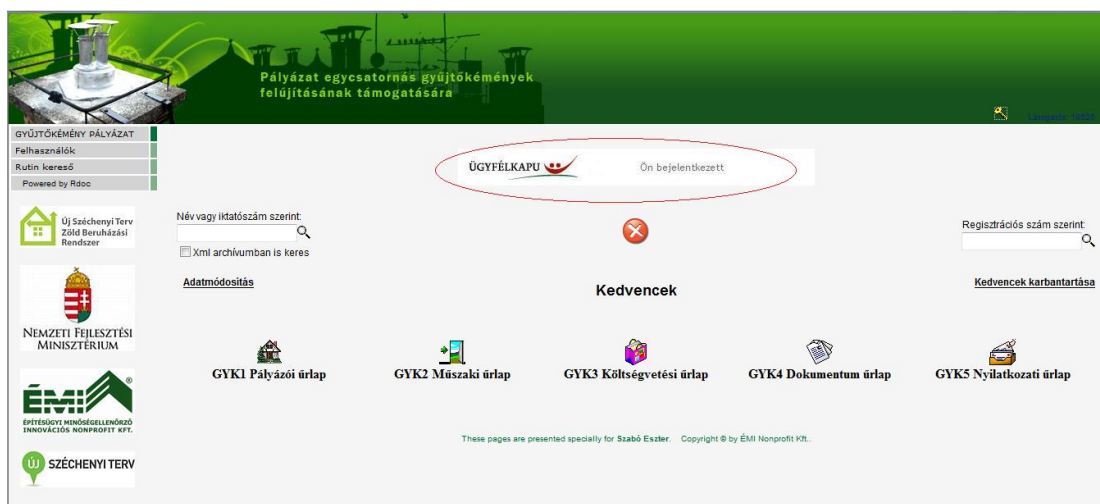 Pályázat egycsatornás gyűjtőkémények
felújításának támogatására
GYŰJTŐKÉMÉNY PÁLYÁZAT
Felhasználók
Rutin kereső
Powered by Rdoc
ÜGYFÉLKAPU
Ön bejelentkezett
Új Széchenyi Terv
Zöld Beruházási
Rendszer
Név vagy iktatószám szerint:
Xml archívumban is keres
Regisztrációs szám szerint:
Adatmódosítás
Kedvencek
Kedvencek karbantartása
NEMZETI FEJLESZTÉSI
MINISZTÉRIUM
GYK1 Pályázói űrlap
GYK2 Műszaki űrlap
GYK3 Költségvetési űrlap
GYK4 Dokumentum űrlap
GYK5 Nyilatkozati űrlap
ÉMI
ÉPÍTÉSÜGYI MINŐSÉGELLENŐRZŐ
INNOVÁCIÓS NONPROFIT KFT.
These pages are presented specially for Szabó Eszter. Copyright © by ÉMI Nonprofit Kft..
ÚJ SZÉCHENYI TERV